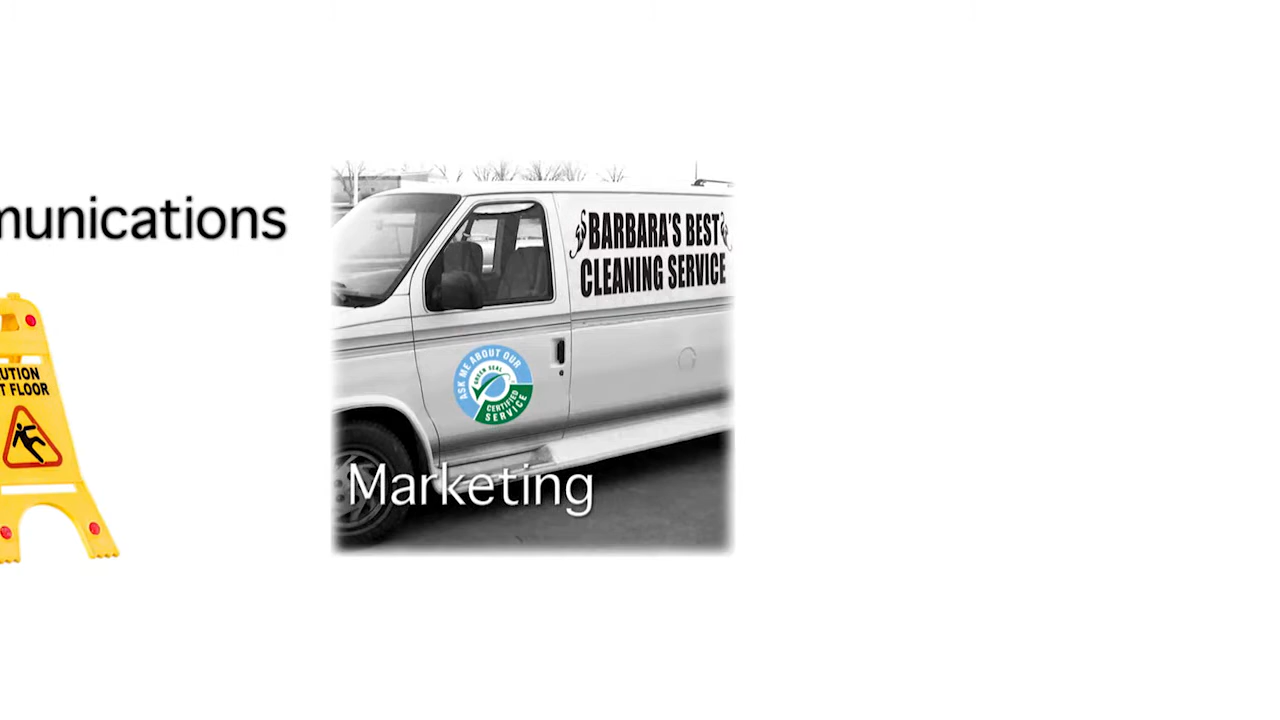 munications
UTION
T FLOOR
BARBARA'S BEST
CLEANING SERVICE
ASK ME ABOUT OUR
GREEN SEAL
CERTIFIED
SERVICE
Marketing